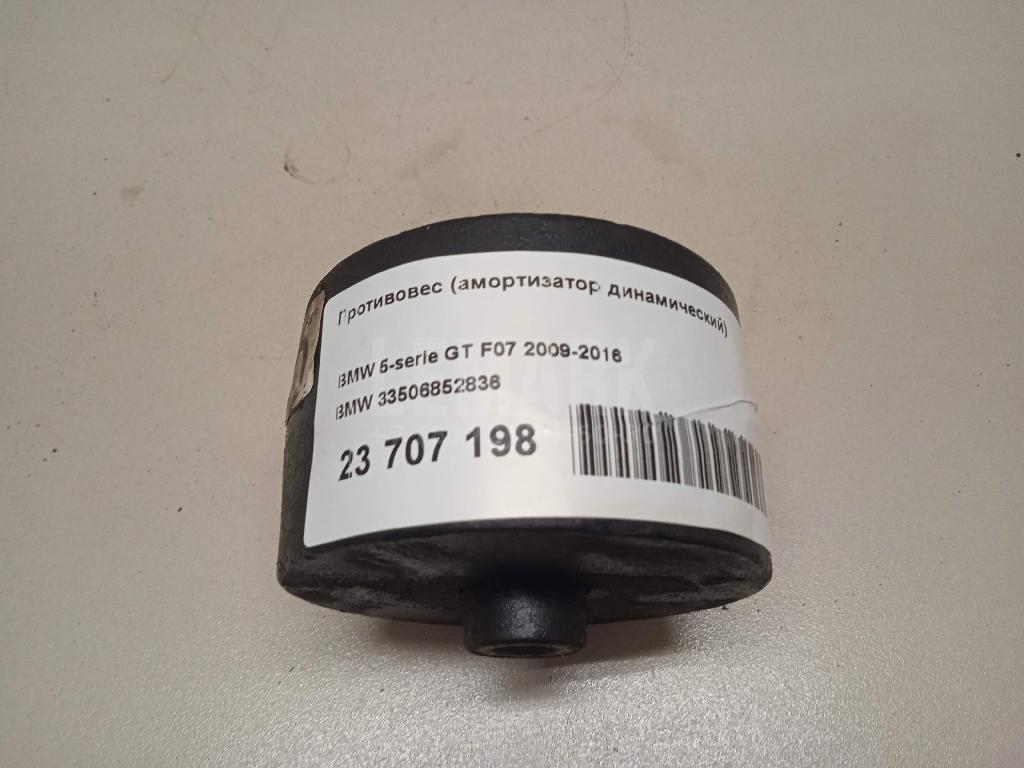 Противовес (амортизатор динамический)
BMW 5-serie GT F07 2009-2016
BMW 33506852836
23 707 198